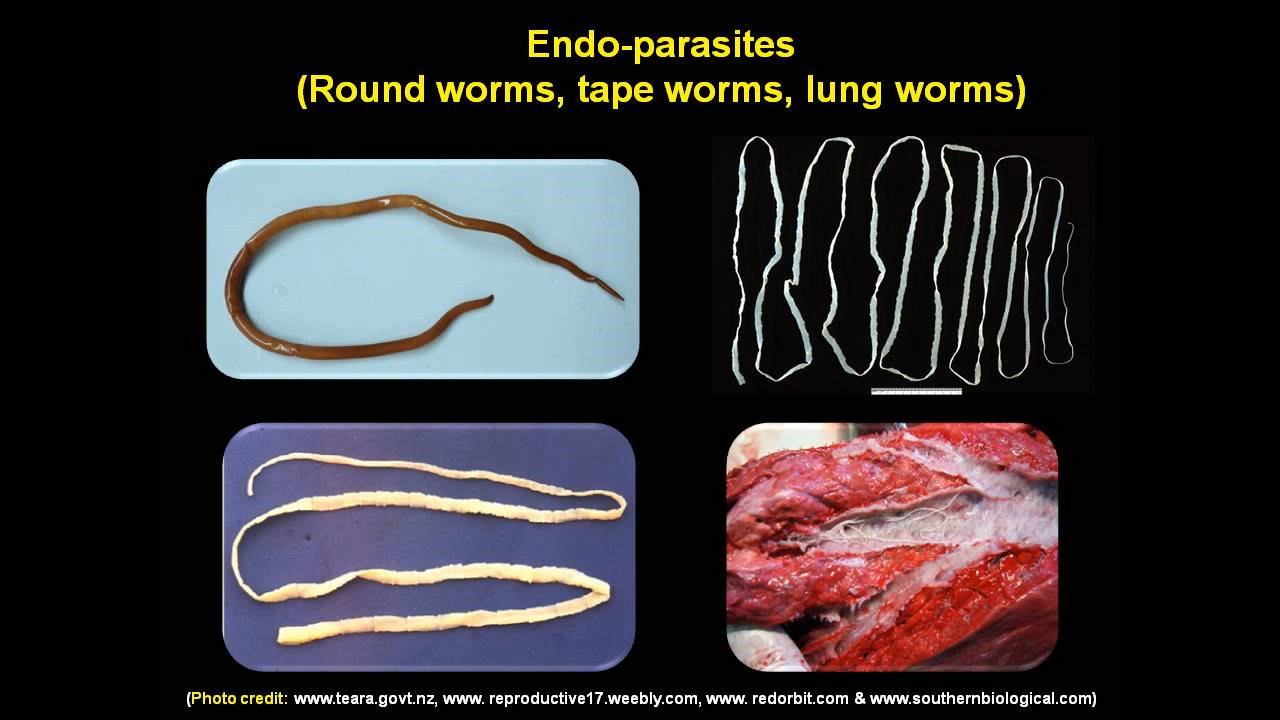 Endo-parasites
(Round worms, tape worms, lung worms)
(Photo credit: www.teara.govt.nz, www. reproductive17.weebly.com, www. redorbit.com & www.southernbiological.com)